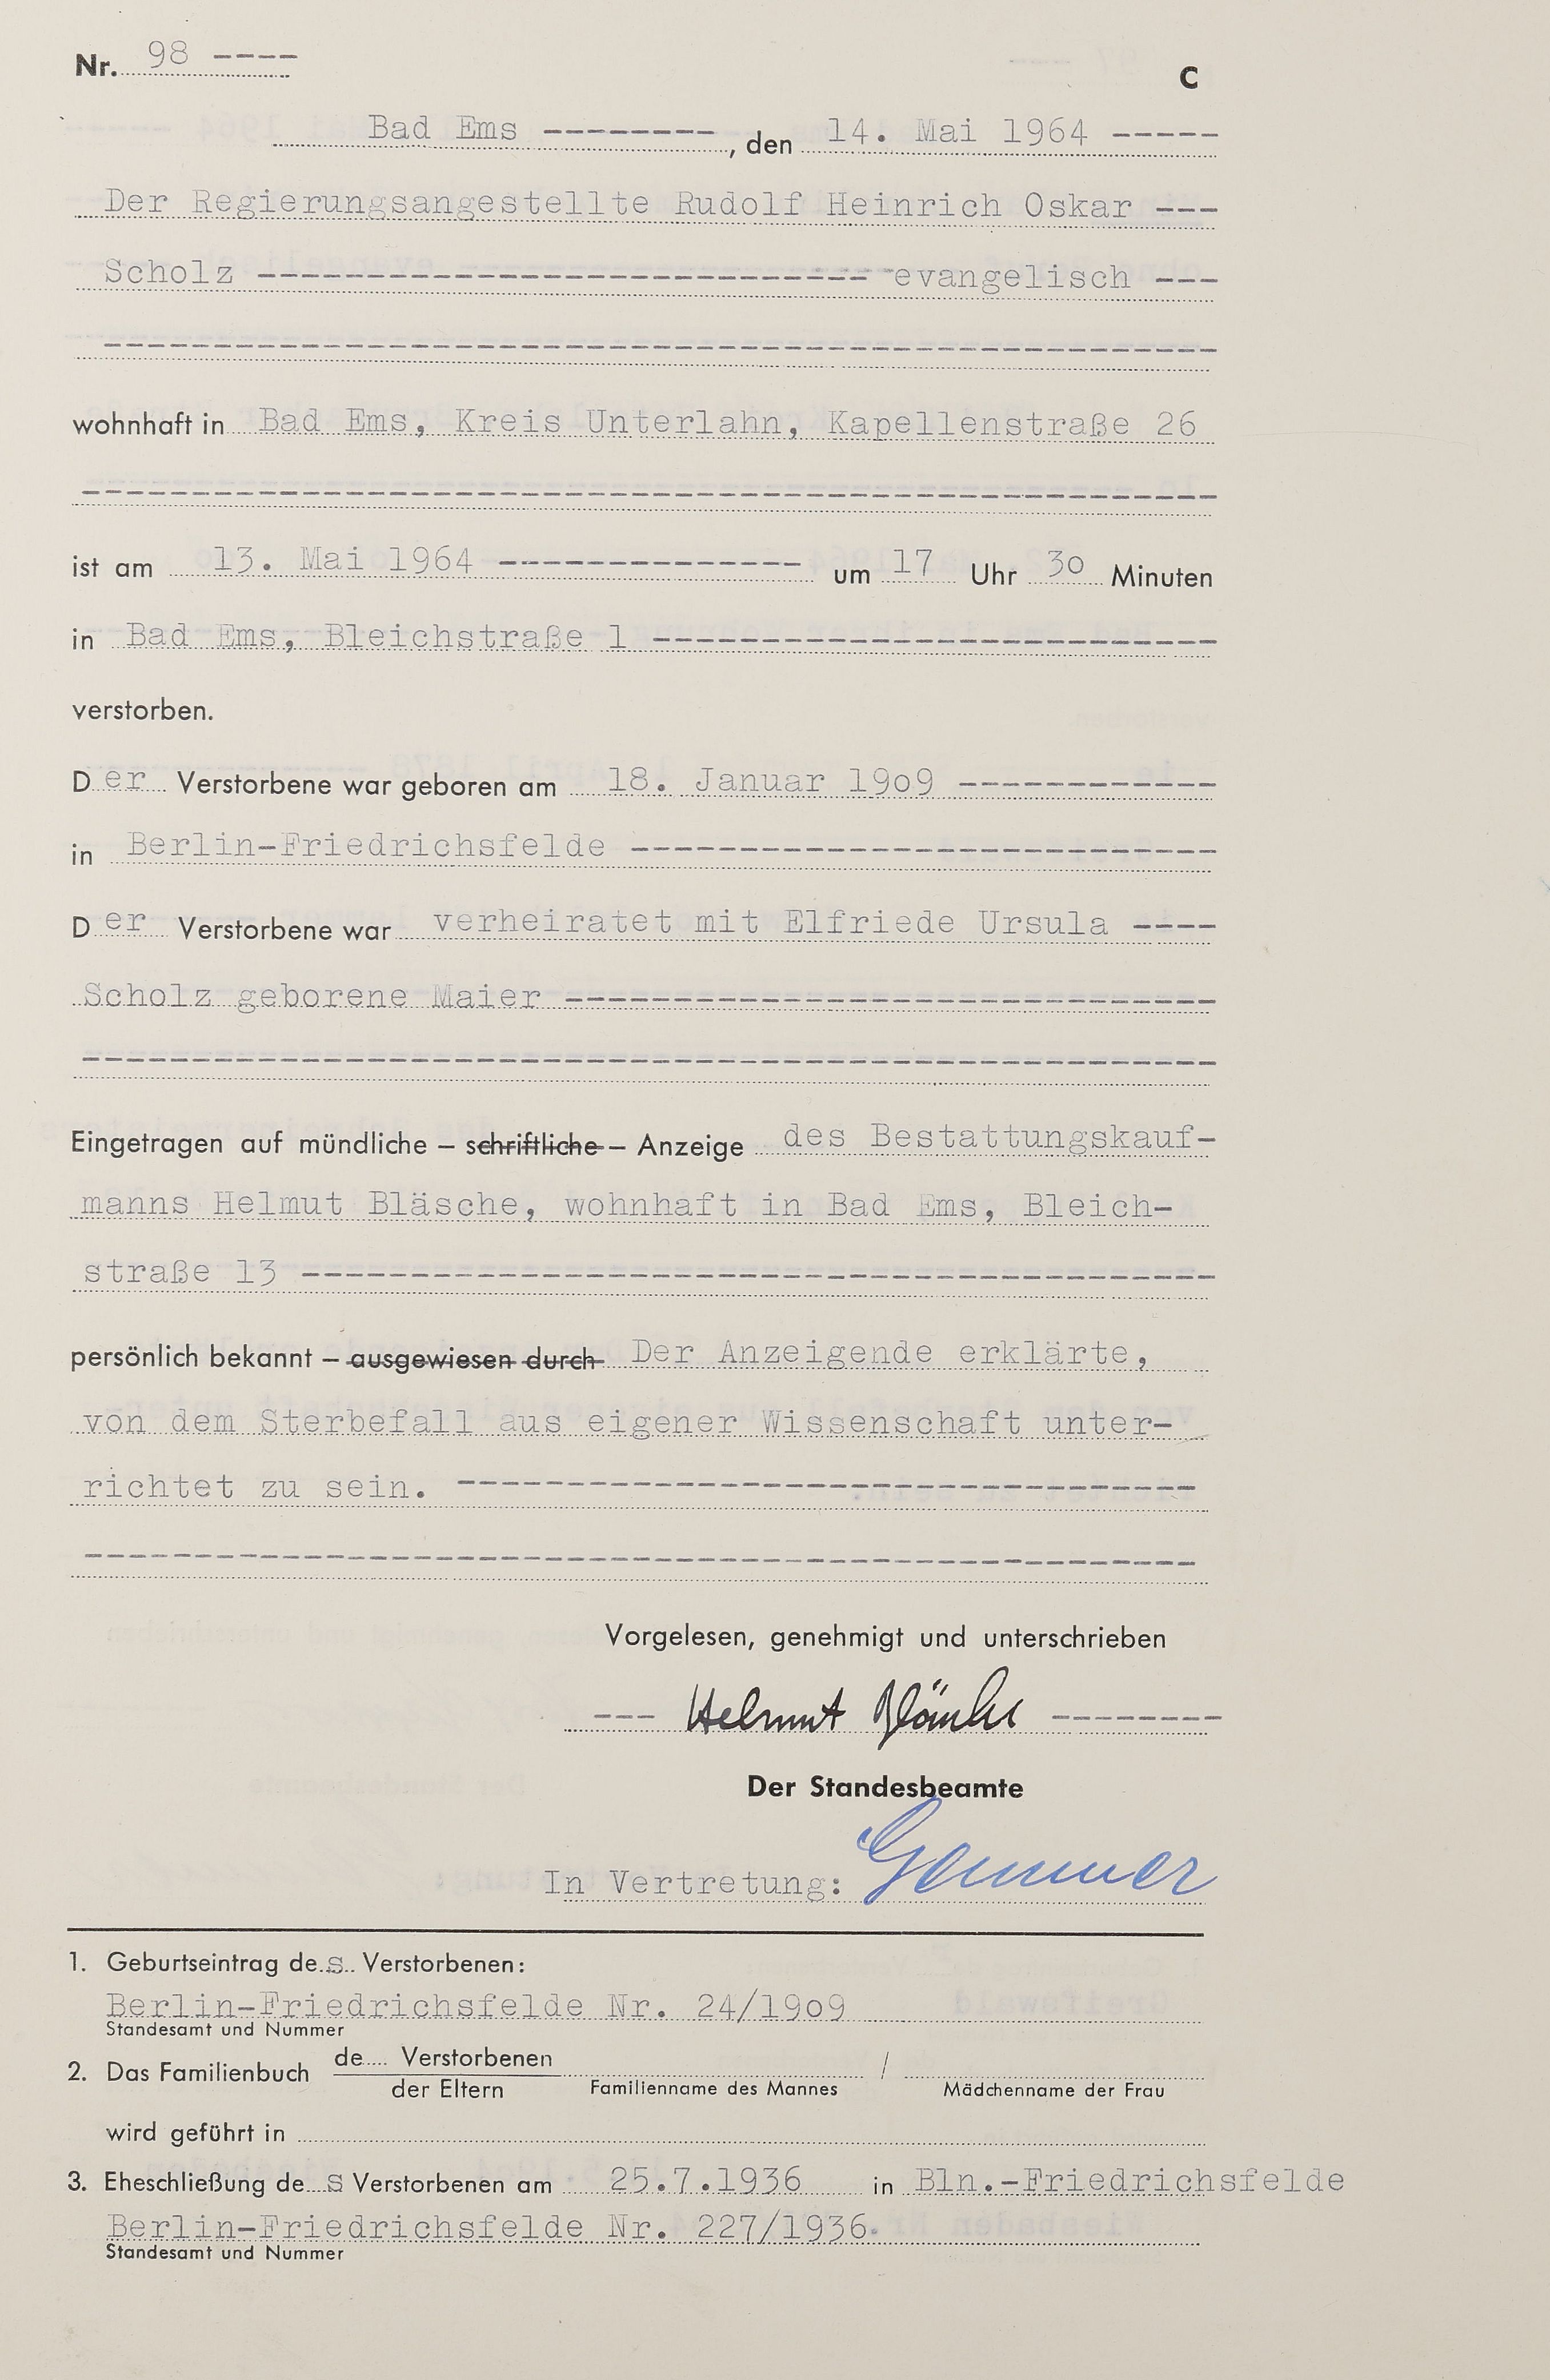 Nr. 98 ----
C
Bad Ems ---------, den 14. Mai 1964 -----
Der Regierungsangestellte Rudolf Heinrich Oskar ---
Scholz ----------------------------- evangelisch ---
wohnhaft in Bad Ems, Kreis Unterlahn, Kapellenstraße 26
ist am 13. Mai 1964 -------------- um 17 Uhr 30 Minuten
in Bad Ems, Bleichstraße 1 --------------------------
verstorben.
Der Verstorbene war geboren am 18. Januar 1909 ------------
in Berlin-Friedrichsfelde ---------------------------
Der Verstorbene war verheiratet mit Elfriede Ursula ----
Scholz geborene Maier ------------------------------
Eingetragen auf mündliche – schriftliche – Anzeige des Bestattungskauf-
manns Helmut Bläsche, wohnhaft in Bad Ems, Bleich-
straße 13 ------------------------------------------
persönlich bekannt – ausgewiesen durch Der Anzeigende erklärte,
von dem Sterbefall aus eigener Wissenschaft unter-
richtet zu sein. ----------------------------------
Vorgelesen, genehmigt und unterschrieben
--- Helmut Bläsche --------
Der Standesbeamte
In Vertretung: Gemmer
1. Geburtseintrag des Verstorbenen:
Berlin-Friedrichsfelde Nr. 24/1909
Standesamt und Nummer
2. Das Familienbuch de.... Verstorbenen / 
der Eltern Familienname des Mannes Mädchenname der Frau
wird geführt in
3. Eheschließung des Verstorbenen am 25.7.1936 in Bln.-Friedrichsfelde
Berlin-Friedrichsfelde Nr. 227/1936.
Standesamt und Nummer